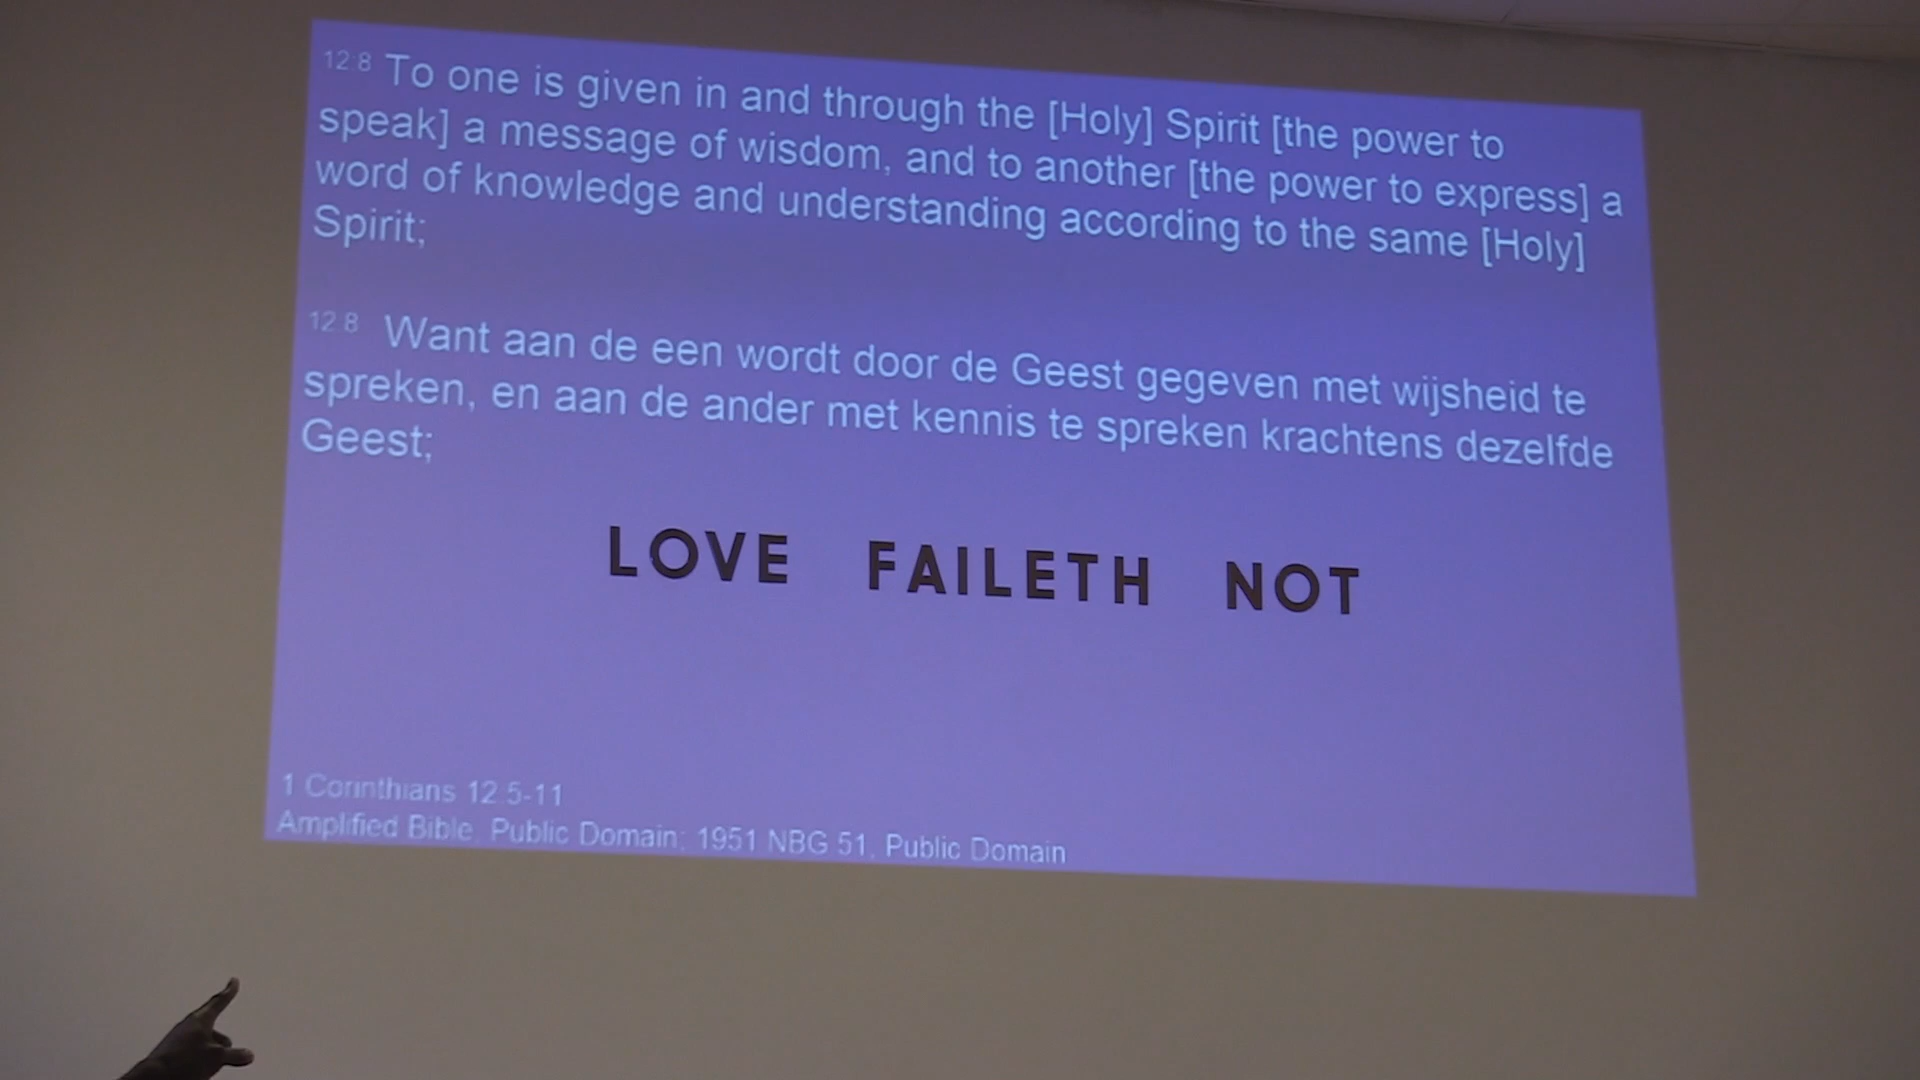 12:8 To one is given in and through the [Holy] Spirit [the power to
speak] a message of wisdom, and to another [the power to express] a
word of knowledge and understanding according to the same [Holy]
Spirit;
12:8 Want aan de een wordt door de Geest gegeven met wijsheid te
spreken, en aan de ander met kennis te spreken krachtens dezelfde
Geest;
LOVE FAILETH NOT
1 Corinthians 12:5-11
Amplified Bible, Public Domain; 1951 NBG 51, Public Domain